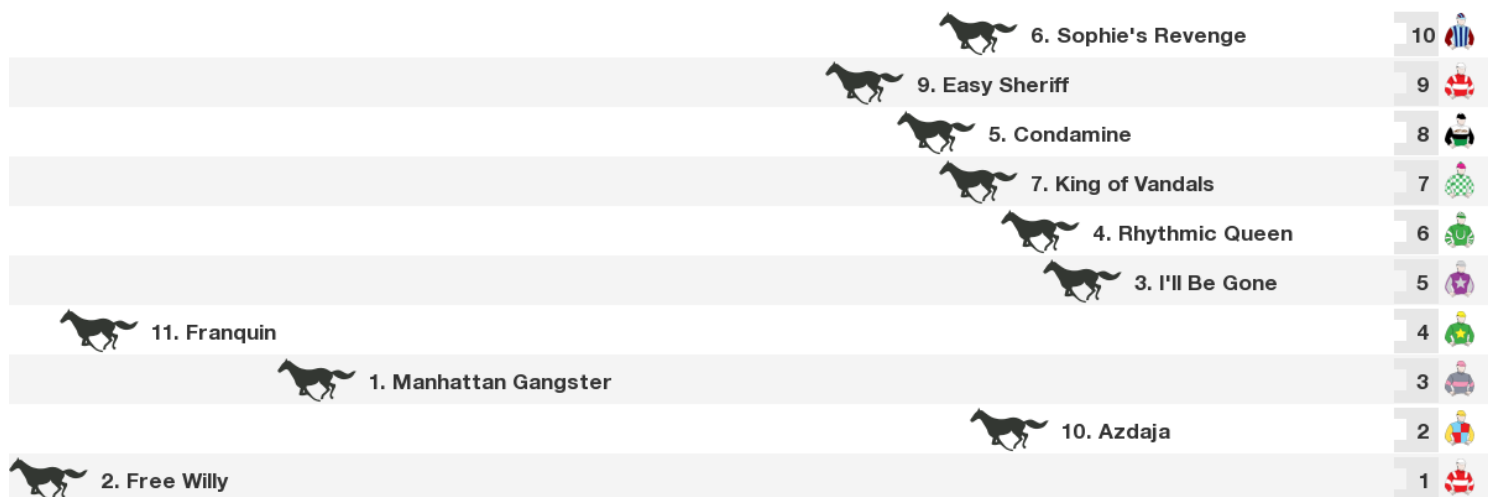 6. Sophie's Revenge 10
9. Easy Sheriff 9
5. Condamine 8
7. King of Vandals 7
4. Rhythmic Queen 6
3. I'll Be Gone 5
11. Franquin 4
1. Manhattan Gangster 3
10. Azdaja 2
2. Free Willy 1